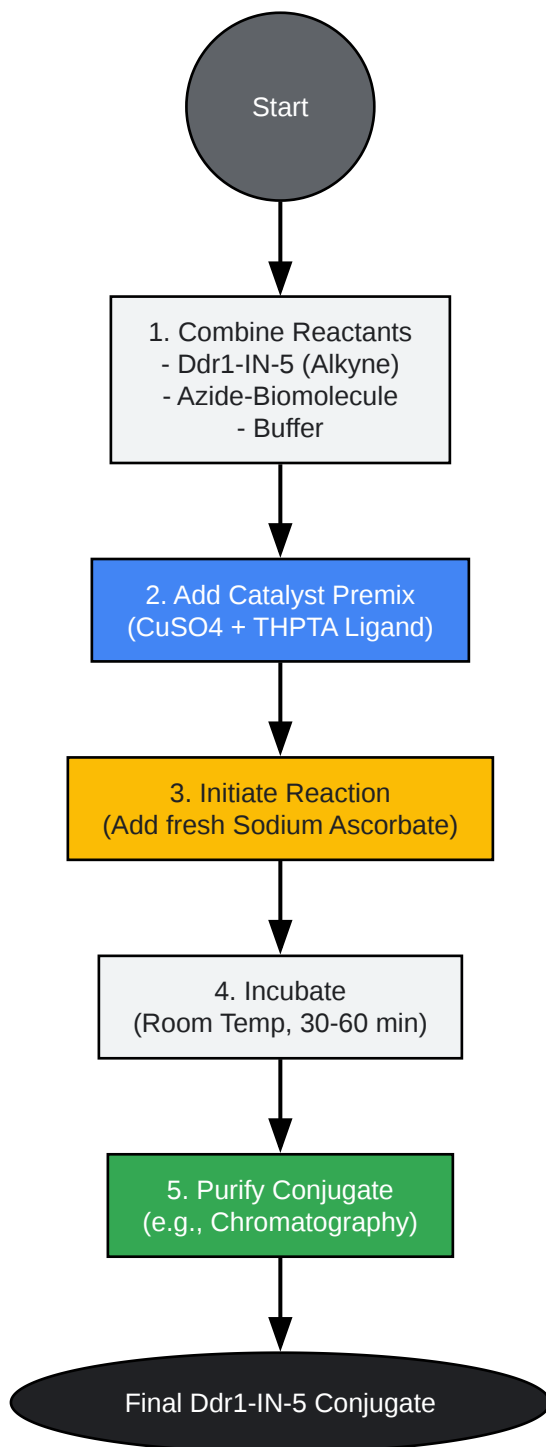 Start
1. Combine Reactants
- Ddr1-IN-5 (Alkyne)
- Azide-Biomolecule
- Buffer
2. Add Catalyst Premix
(CuSO4 + THPTA Ligand)
3. Initiate Reaction
(Add fresh Sodium Ascorbate)
4. Incubate
(Room Temp, 30-60 min)
5. Purify Conjugate
(e.g., Chromatography)
Final Ddr1-IN-5 Conjugate